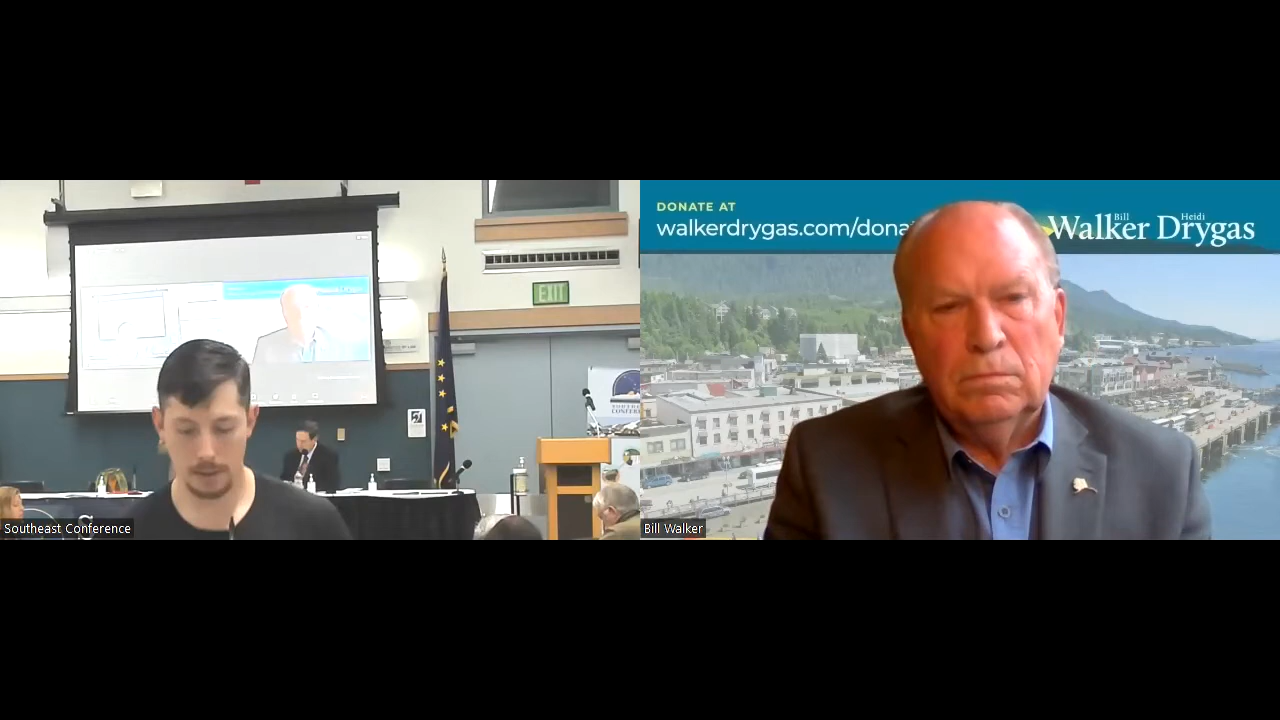 DONATE AT
walkerdrygas.com/dona
Bill Heidi
Walker Drygas
EXIT
Southeast Conference
Bill Walker